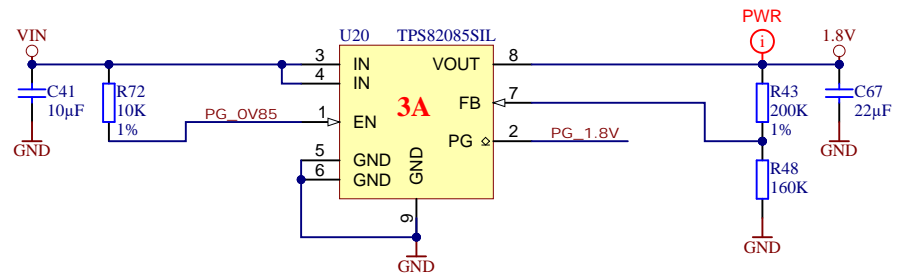 PWR
VIN
U20 TPS82085SIL
1.8V
3 IN
4 IN
VOUT 8
C41
10µF
R72
10K
1%
3A
FB 7
R43
200K
1%
C67
22µF
PG_0V85 1 EN
PG 2 PG_1.8V
GND
GND
5 GND
6 GND
GND
R48
160K
9
GND
GND
i